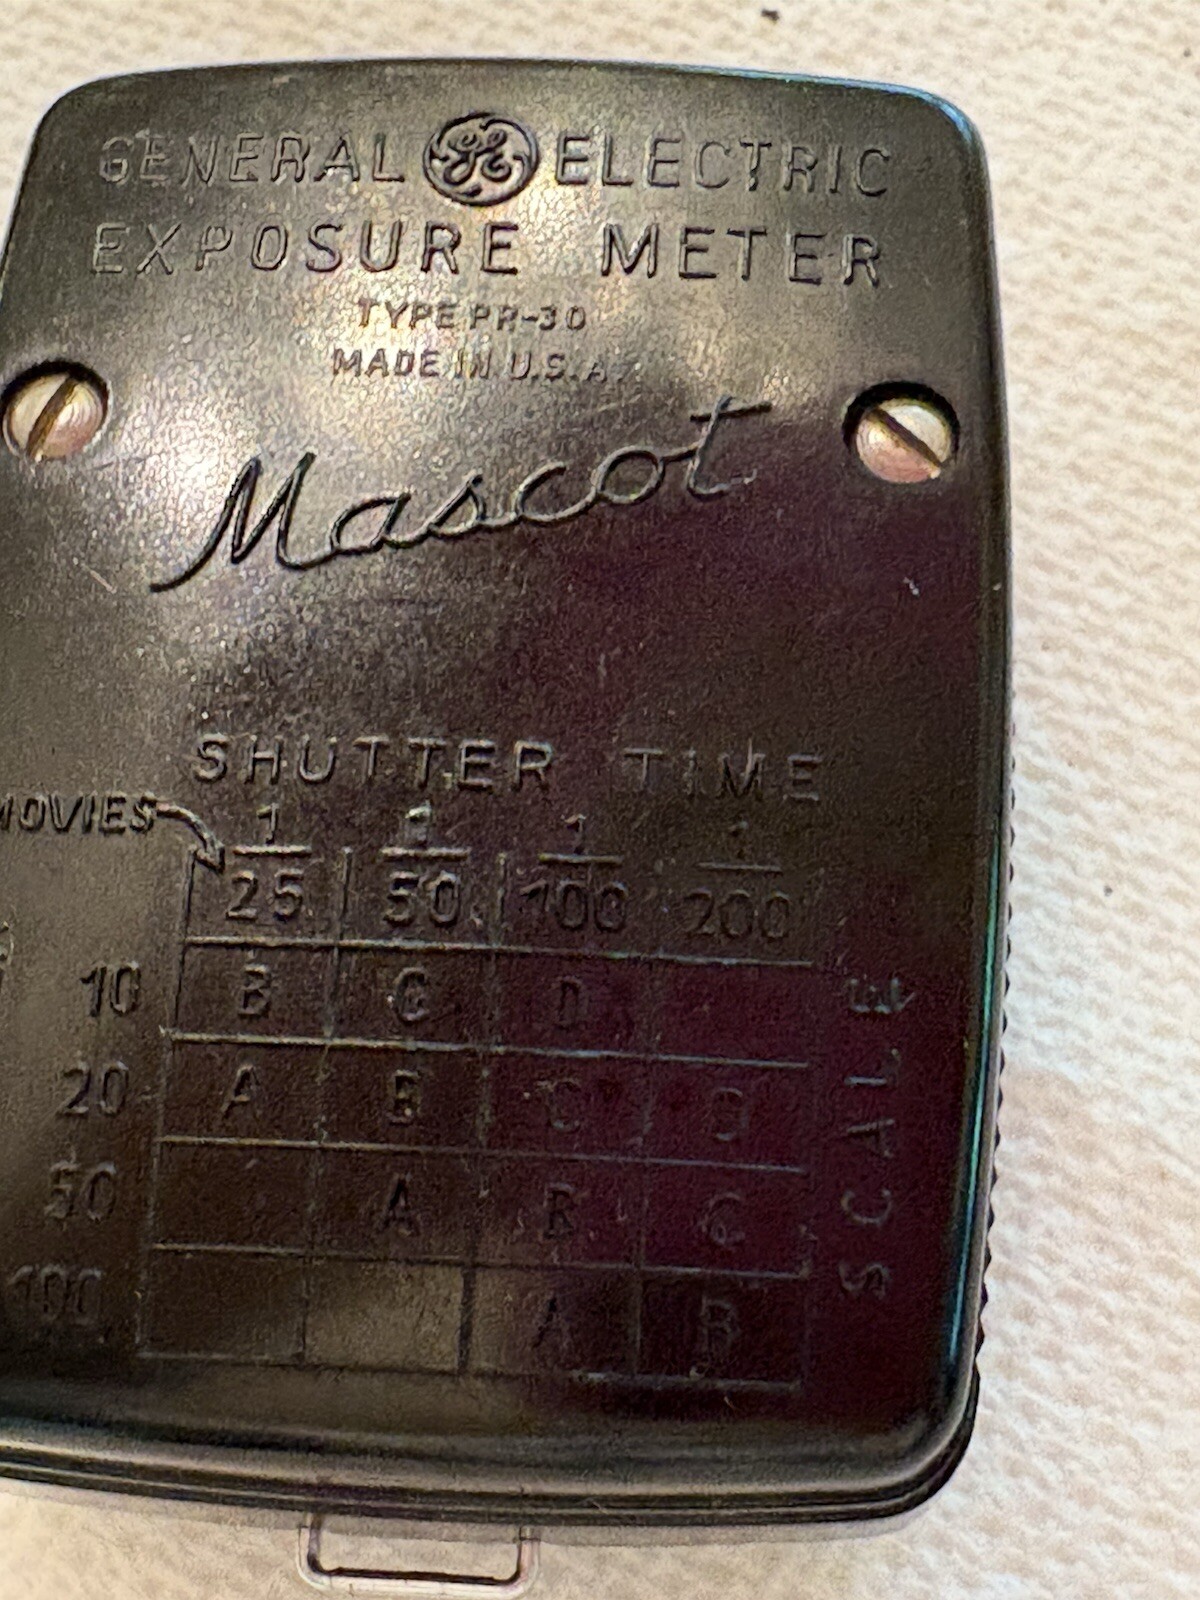 GENERAL GE ELECTRIC
EXPOSURE METER
TYPE PR-30
MADE IN U.S.A.
Mascot
SHUTTER TIME
MOVIES 1/25 1/50 1/100 1/200
10 B C D
20 A B C D
50 A B C
100 A B
SCALE